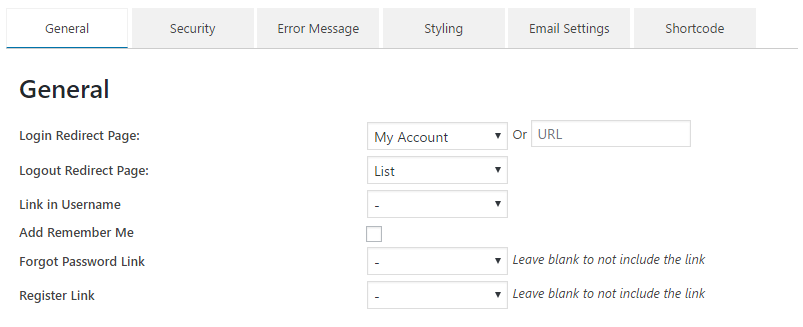 General Security Error Message Styling Email Settings Shortcode
General
Login Redirect Page: My Account Or URL
Logout Redirect Page: List
Link in Username -
Add Remember Me
Forgot Password Link - Leave blank to not include the link
Register Link - Leave blank to not include the link